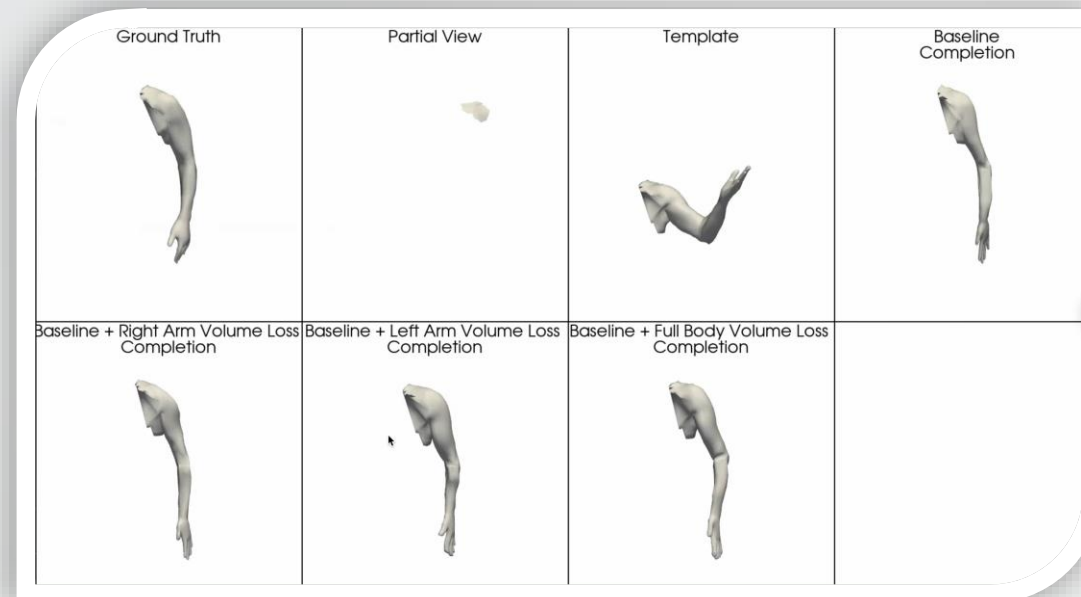 Ground Truth
Partial View
Template
Baseline
Completion
Baseline + Right Arm Volume Loss
Completion
Baseline + Left Arm Volume Loss
Completion
Baseline + Full Body Volume Loss
Completion